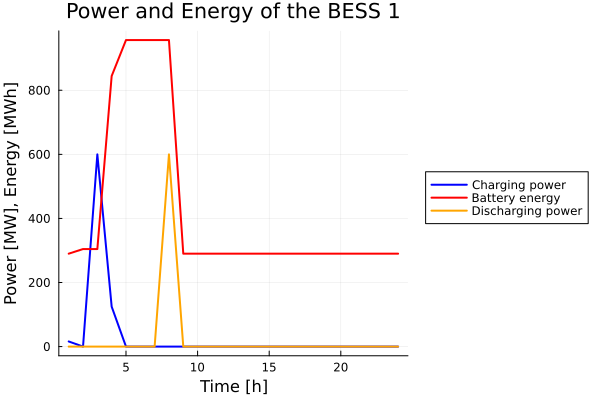 Power and Energy of the BESS 1
Power [MW], Energy [MWh]
800
600
400
200
0
5
10
15
20
Time [h]
Charging power
Battery energy
Discharging power